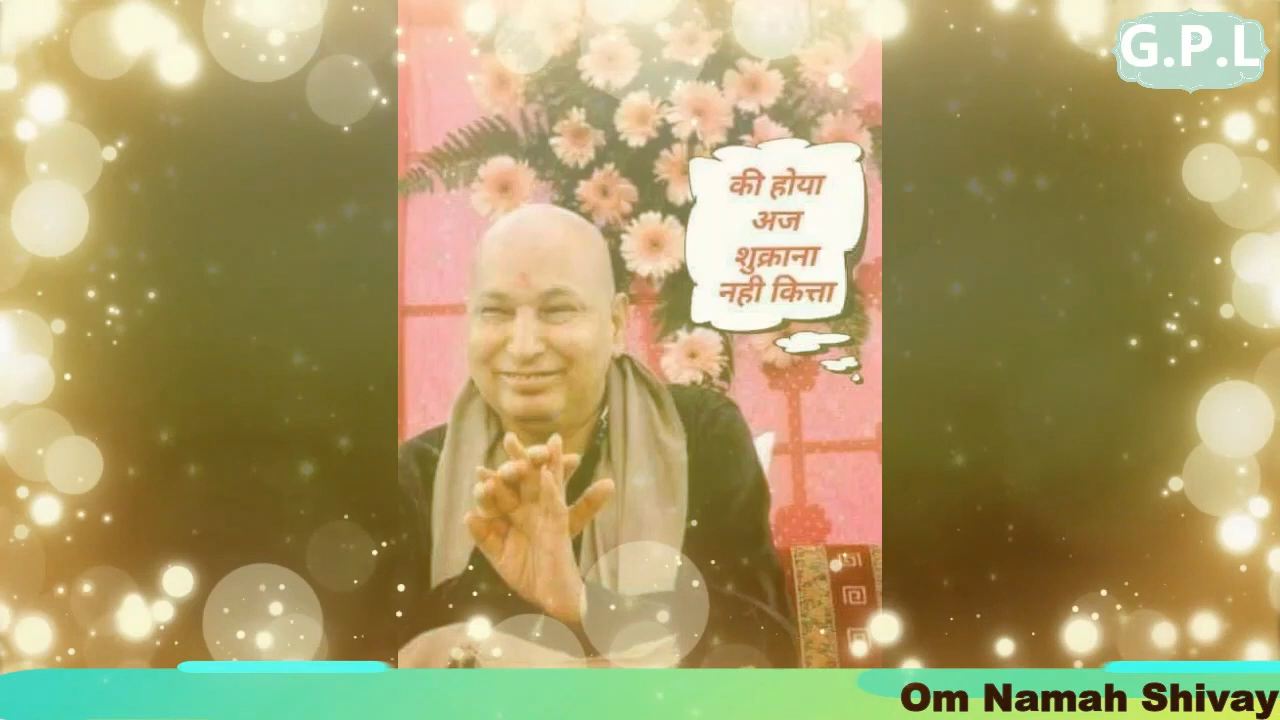 G.P.L
की होया
अज
शुक्राना
नही कित्ता
Om Namah Shivay